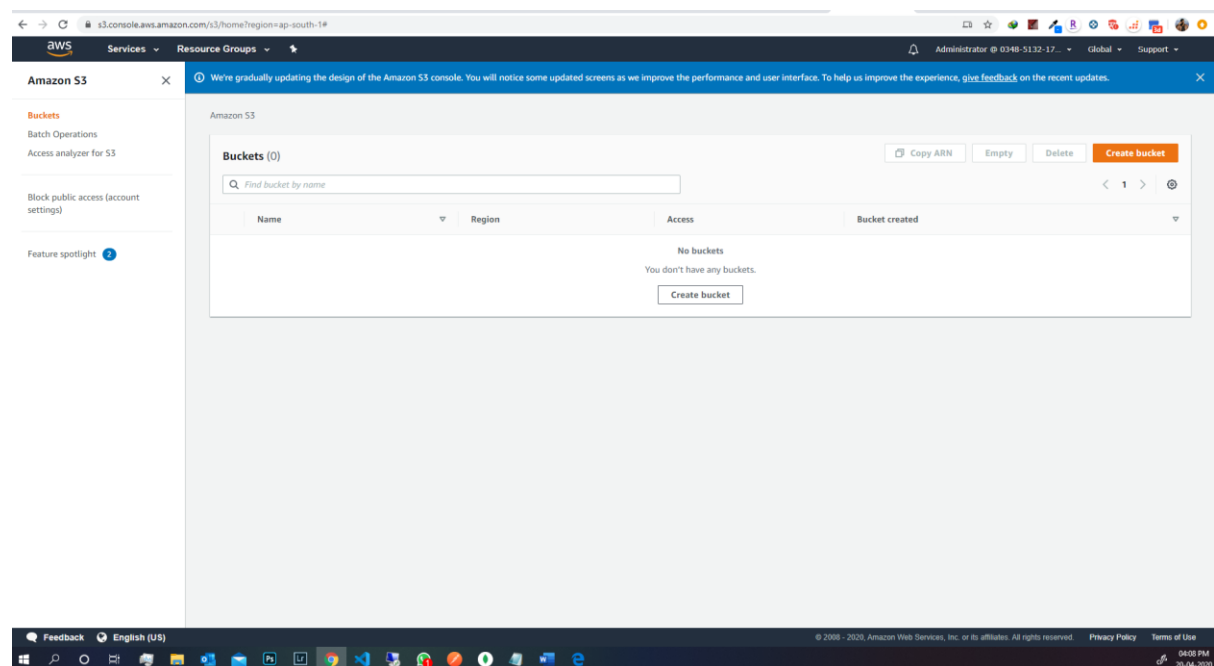 s3.console.aws.amazon.com/s3/home?region=ap-south-1#
aws Services Resource Groups Administrator @ 0348-5132-17... Global Support
Amazon S3
We're gradually updating the design of the Amazon S3 console. You will notice some updated screens as we improve the performance and user interface. To help us improve the experience, give feedback on the recent updates.
Buckets
Batch Operations
Access analyzer for S3
Block public access (account
settings)
Feature spotlight 2
Amazon S3
Buckets (0) Copy ARN Empty Delete Create bucket
Find bucket by name 1
Name Region Access Bucket created
No buckets
You don't have any buckets.
Create bucket
Feedback English (US) © 2008 - 2020, Amazon Web Services, Inc. or its affiliates. All rights reserved. Privacy Policy Terms of Use
Ps Lr
04:08 PM
20-04-2020